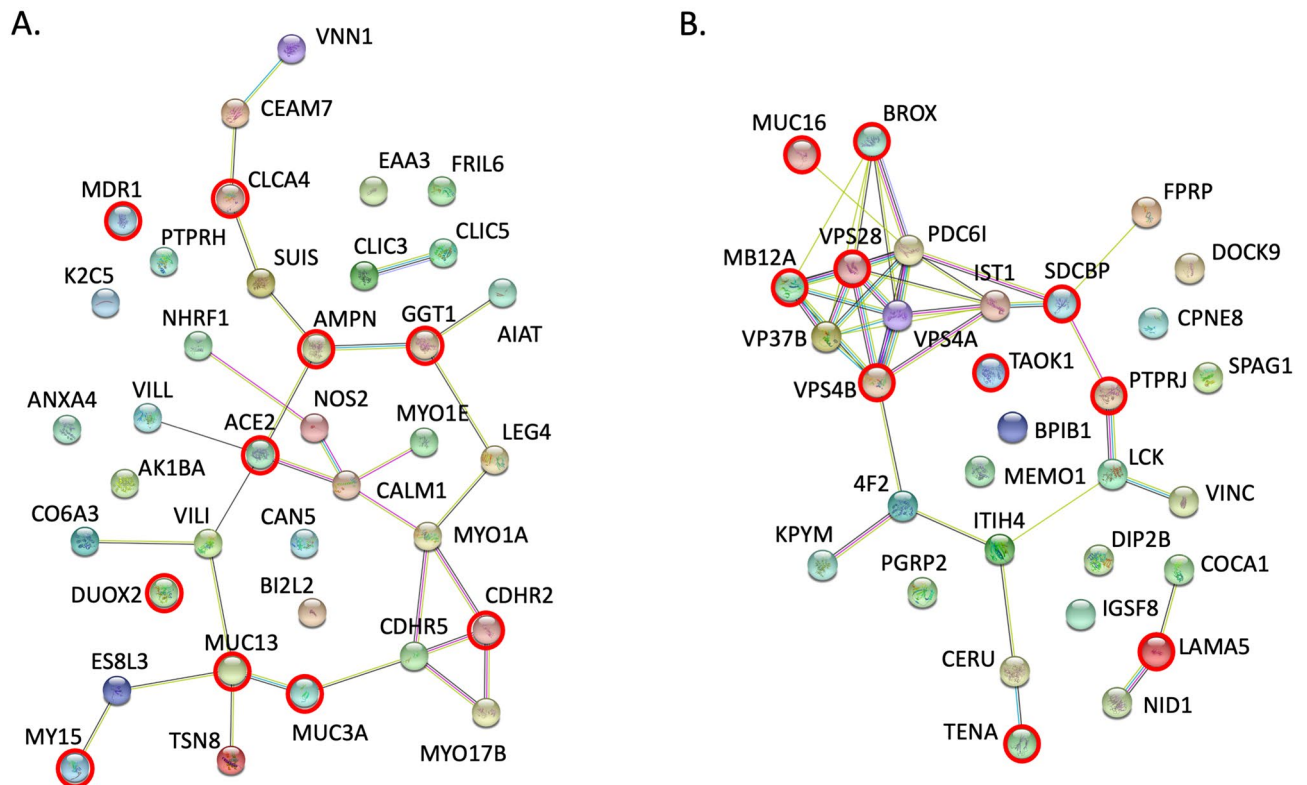 A.
VNN1
CEAM7
EAA3
FRIL6
MDR1
CLCA4
PTPRH
SUIS
CLIC3
CLIC5
K2C5
NHRF1
AMPN
GGT1
AIAT
ANXA4
VILL
ACE2
NOS2
MYO1E
LEG4
AK1BA
CALM1
CO6A3
VILI
CAN5
MYO1A
DUOX2
BI2L2
CDHR2
CDHR5
MUC13
ES8L3
MUC3A
MY15
TSN8
MYO17B
B.
MUC16
BROX
FPRP
VPS28
PDC6I
MB12A
IST1
SDCBP
DOCK9
VP37B
VPS4A
CPNE8
VPS4B
TAOK1
PTPRJ
SPAG1
BPIB1
MEMO1
LCK
4F2
VINC
KPYM
ITIH4
PGRP2
DIP2B
COCA1
IGSF8
CERU
LAMA5
NID1
TENA